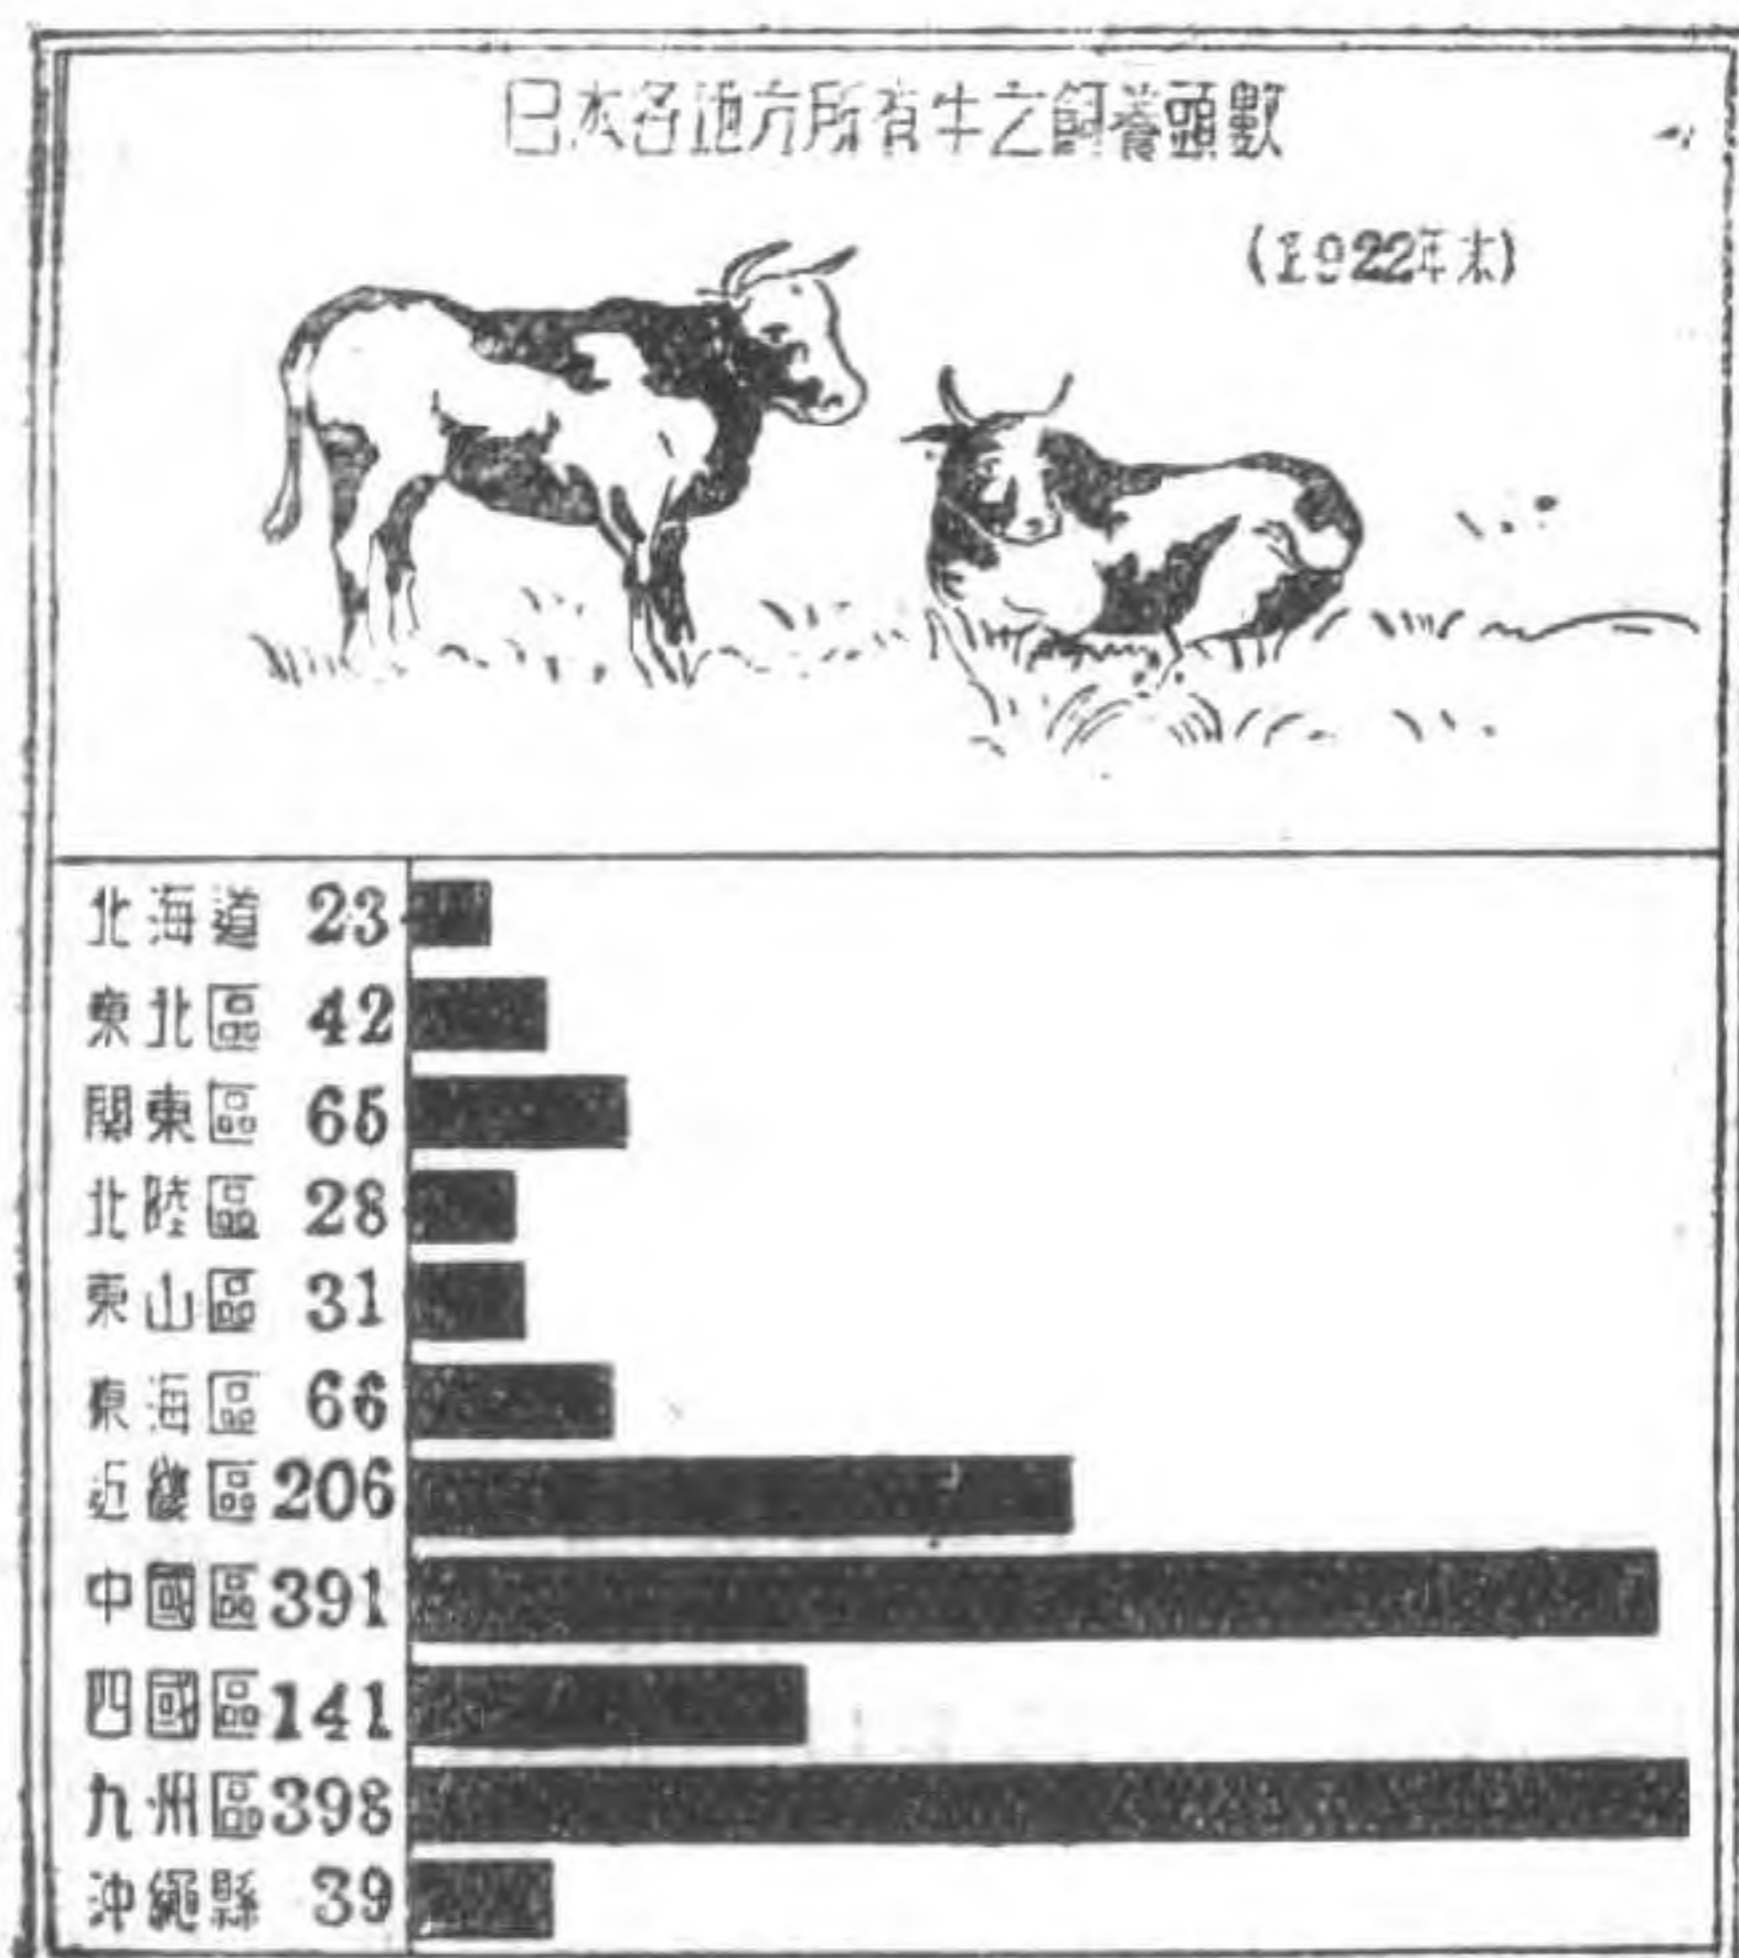 日本各地方所有牛之飼養頭數
(1922年末)
北海道 23
東北區 42
關東區 65
北陸區 28
東山區 31
東海區 66
近畿區 206
中國區 391
四國區 141
九州區 398
沖繩縣 39